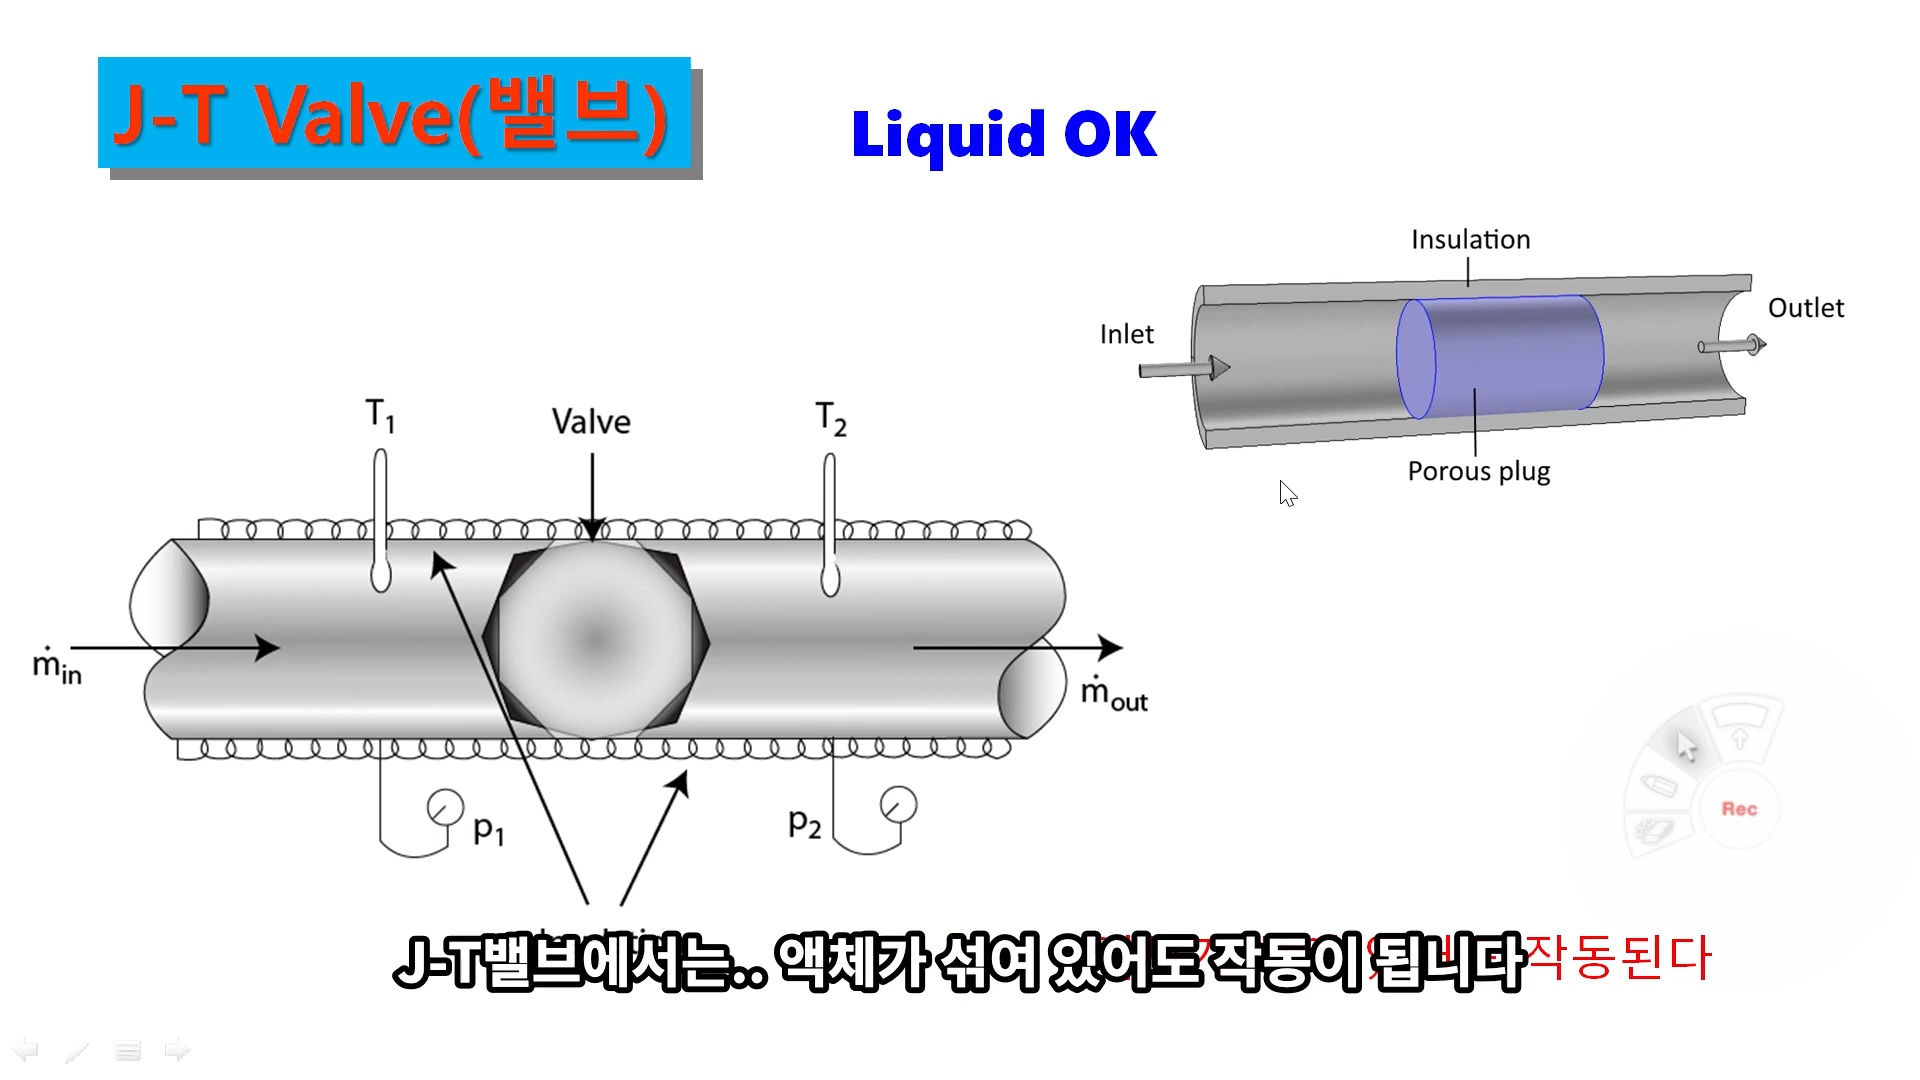 J-T Valve(밸브)
Liquid OK
Insulation
Inlet
Outlet
Porous plug
T1
Valve
T2
ṁin
ṁout
p1
p2
J-T밸브에서는.. 액체가 섞여 있어도 작동이 됩니다
작동된다
Rec